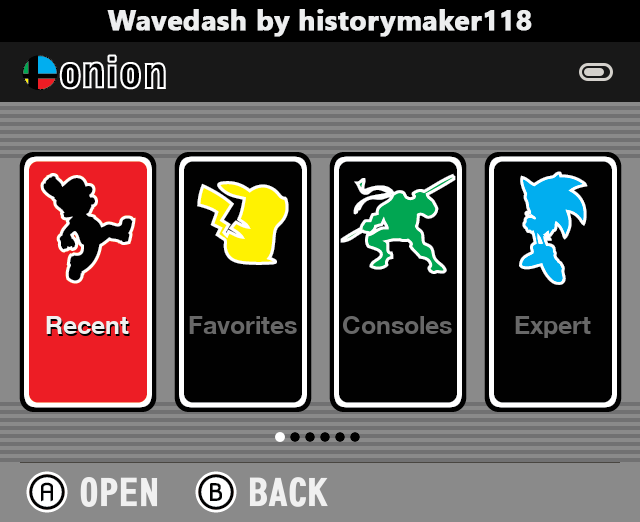 Wavedash by historymaker118
onion
Recent
Favorites
Consoles
Expert
A OPEN
B BACK